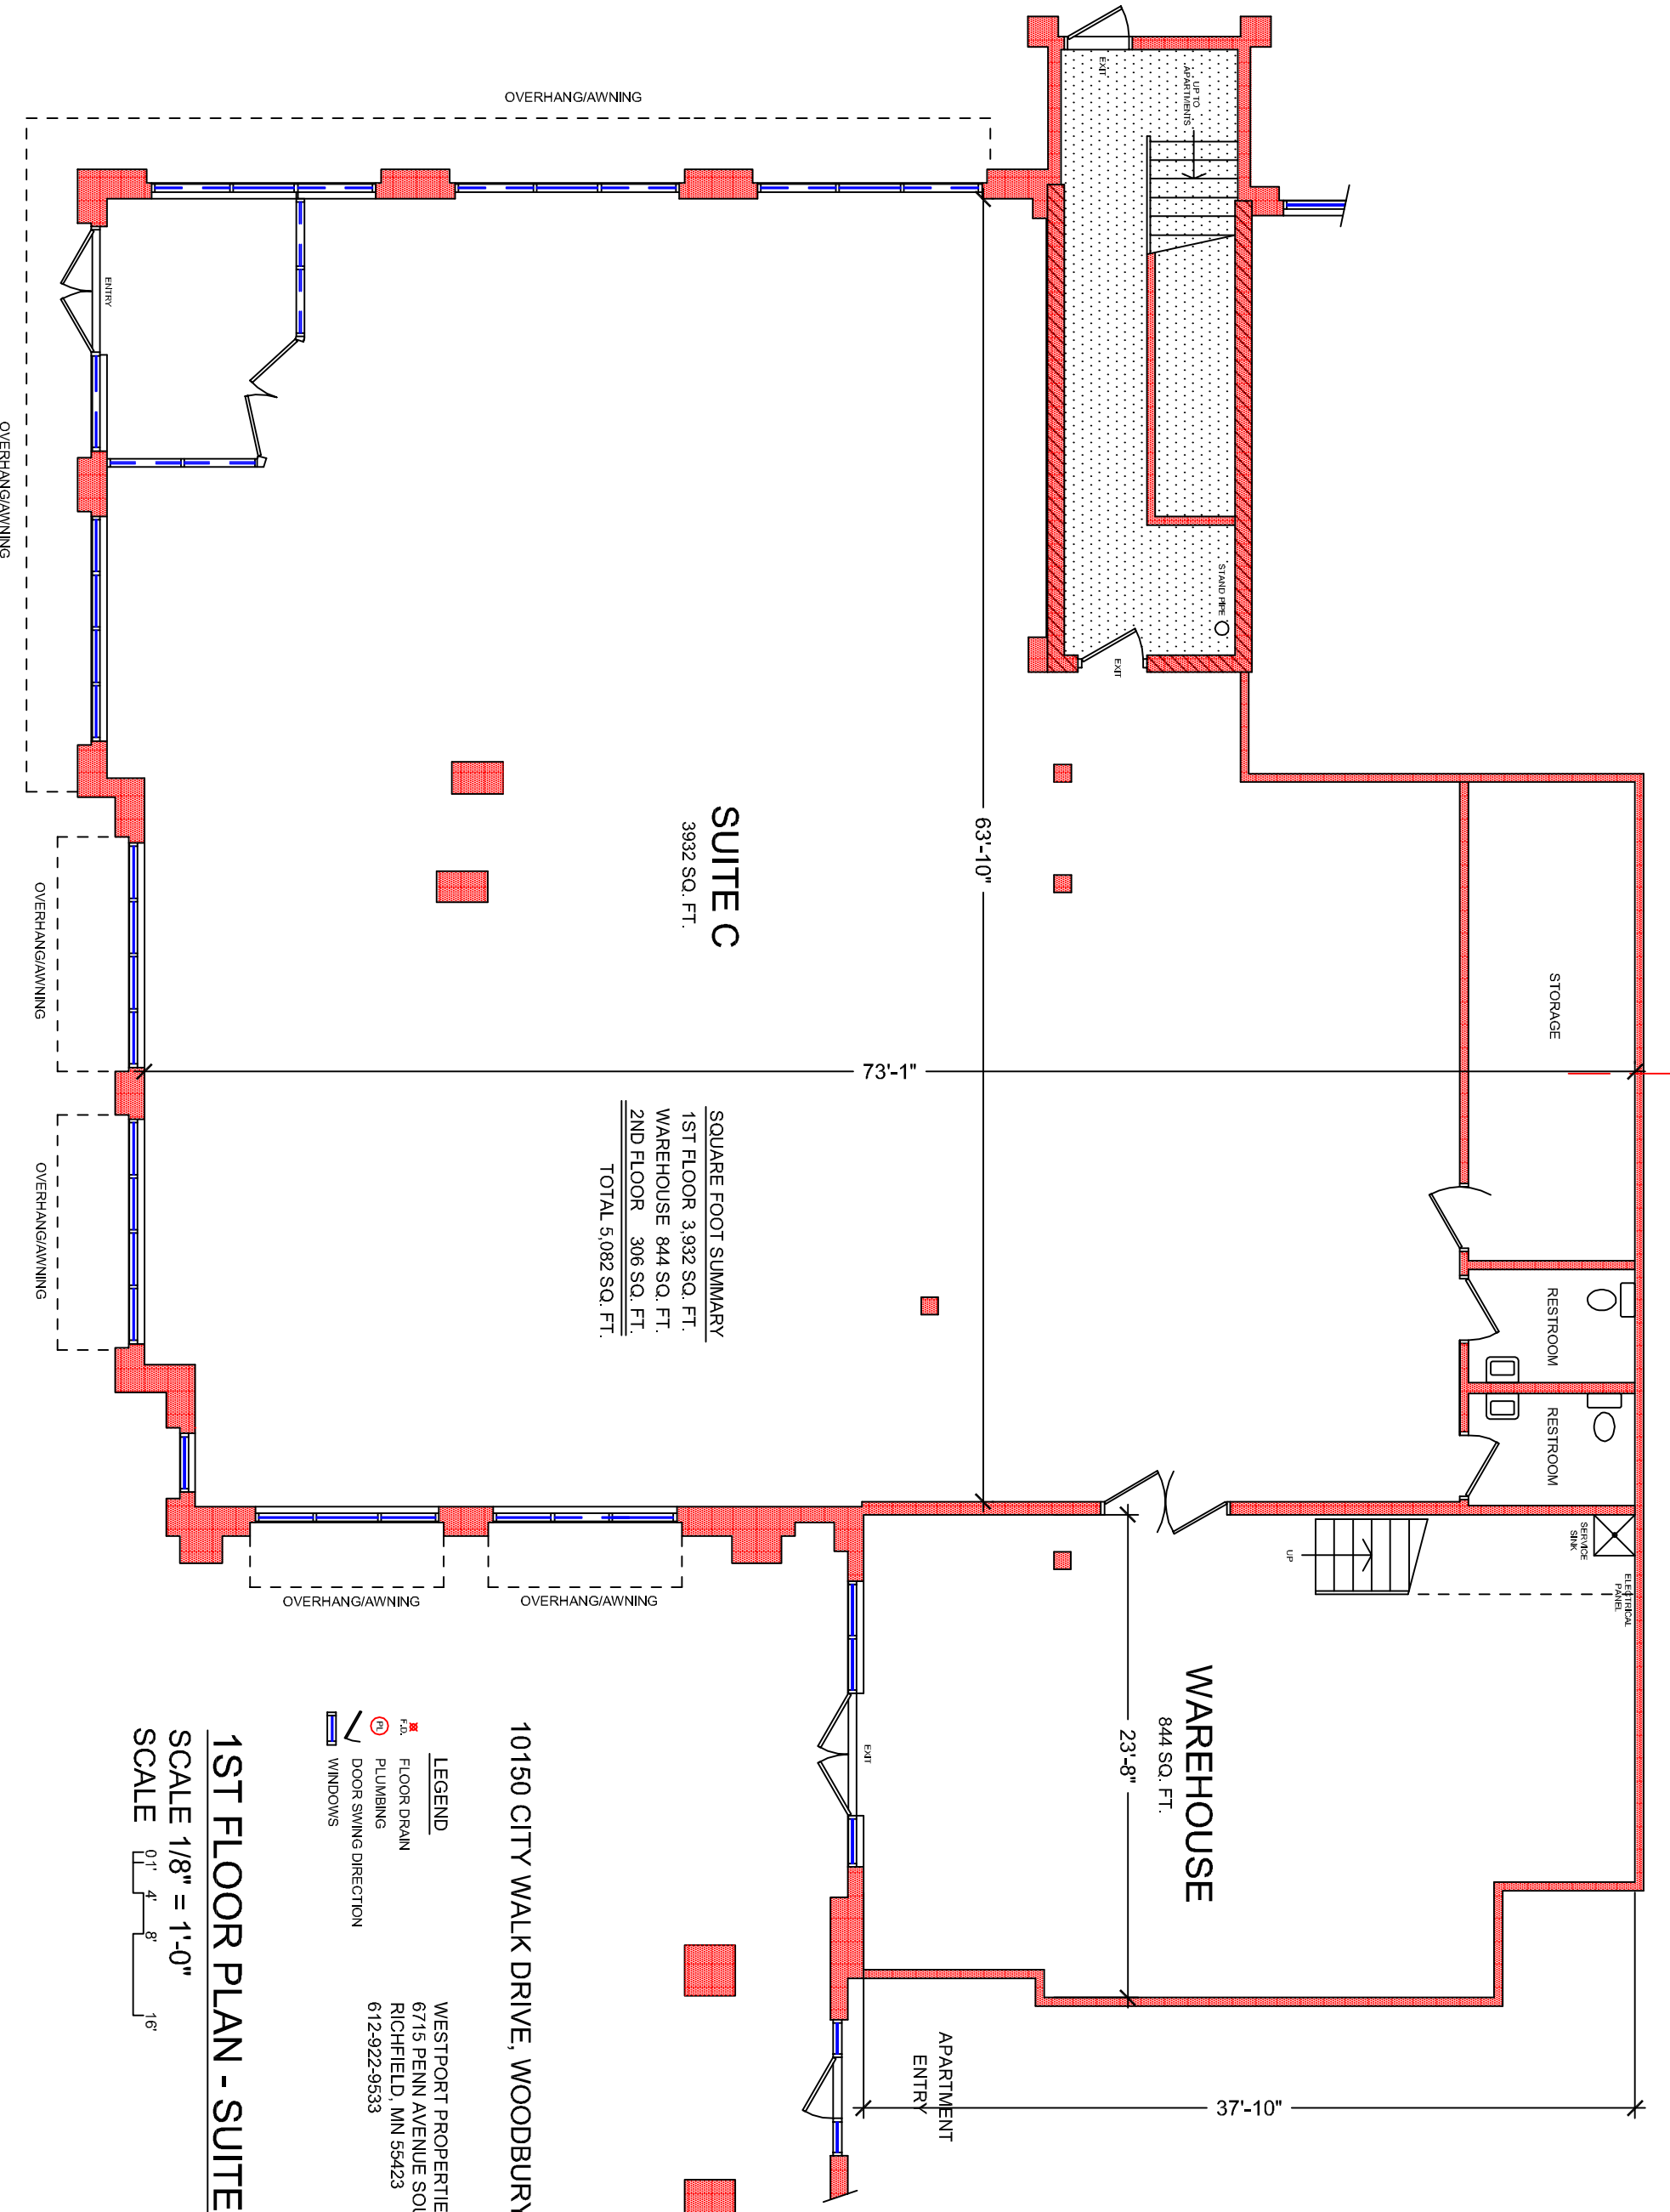 OVERHANG/AWNING
UP TO
APARTMENTS
EXIT
STAND PIPE
EXIT
ENTRY
OVERHANG/AWNING
SUITE C
3932 SQ. FT.
63'-10"
STORAGE
73'-1"
OVERHANG/AWNING
OVERHANG/AWNING
SQUARE FOOT SUMMARY
1ST FLOOR 3,932 SQ. FT.
WAREHOUSE 844 SQ. FT.
2ND FLOOR 306 SQ. FT.
TOTAL 5,082 SQ. FT.
RESTROOM
RESTROOM
SERVICE
SINK
ELECTRICAL
PANEL
UP
OVERHANG/AWNING
OVERHANG/AWNING
WAREHOUSE
844 SQ. FT.
23'-8"
EXIT
APARTMENT
ENTRY
37'-10"
10150 CITY WALK DRIVE, WOODBURY
LEGEND
F.D. FLOOR DRAIN
PL PLUMBING
DOOR SWING DIRECTION
WINDOWS
WESTPORT PROPERTIE
6715 PENN AVENUE SOU
RICHFIELD, MN 55423
612-922-9533
1ST FLOOR PLAN - SUITE
SCALE 1/8" = 1'-0"
SCALE
0 1' 4' 8' 16'